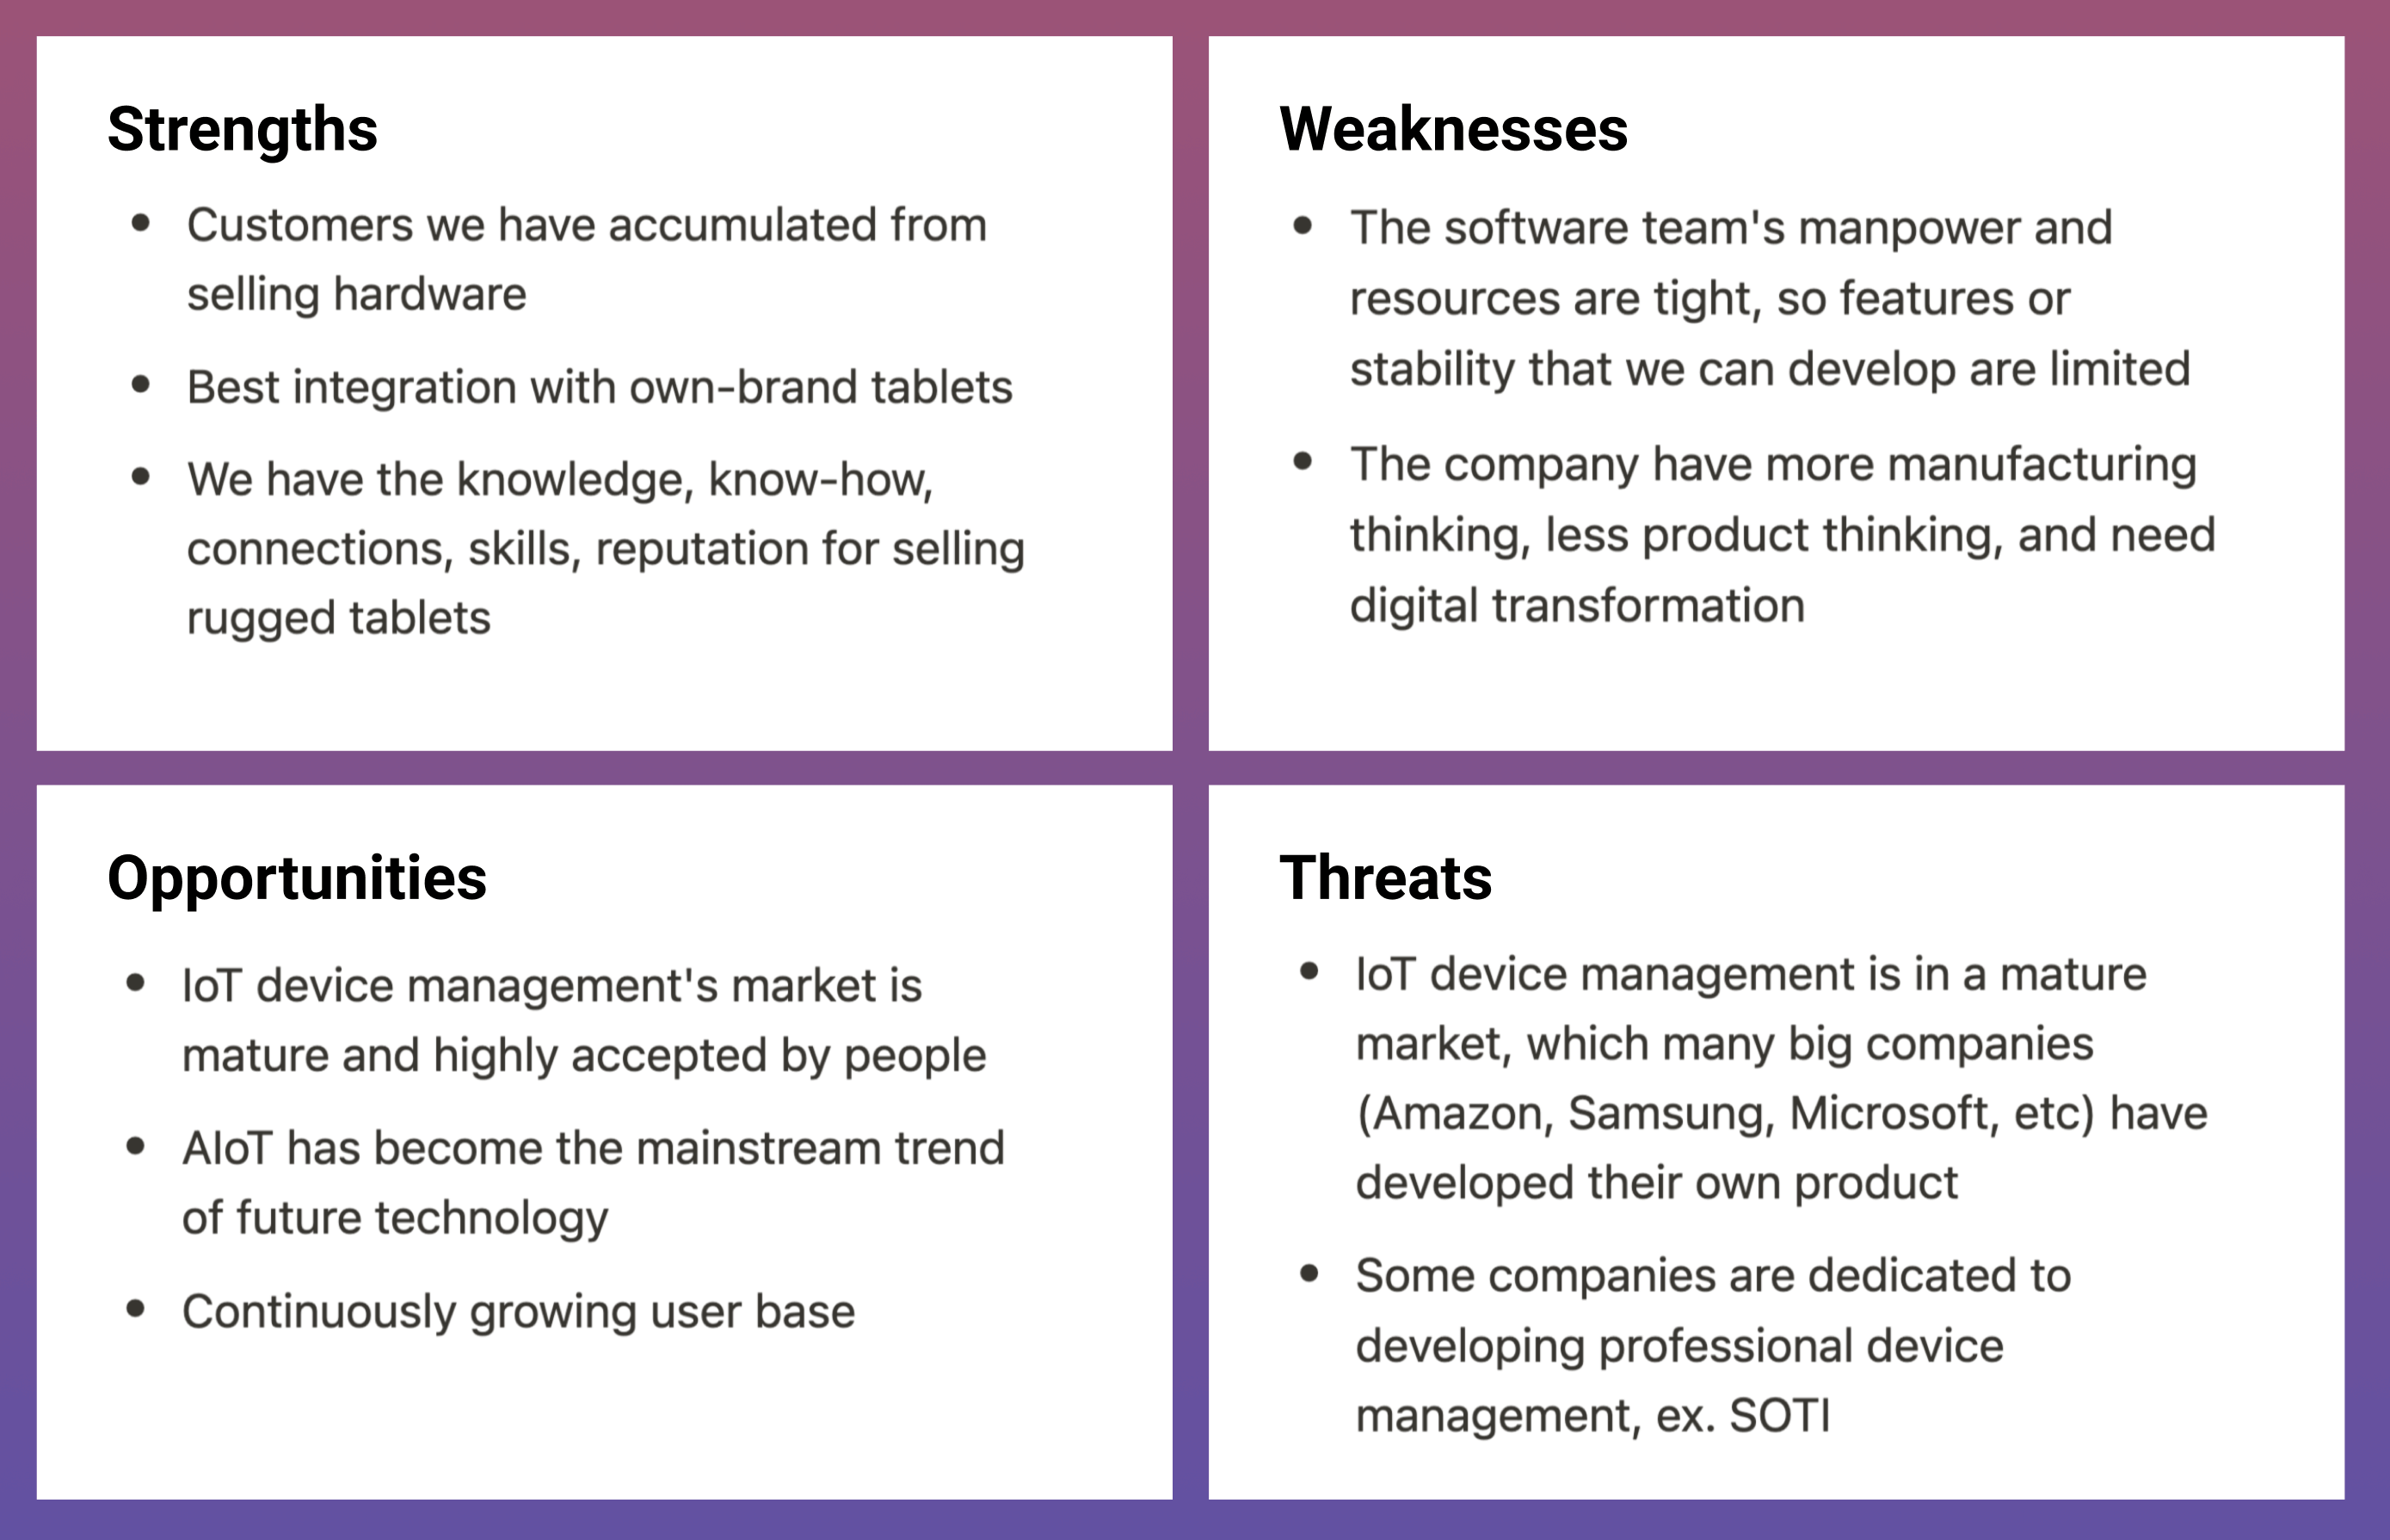 Strengths
• Customers we have accumulated from
selling hardware
• Best integration with own-brand tablets
• We have the knowledge, know-how,
connections, skills, reputation for selling
rugged tablets
Weaknesses
• The software team's manpower and
resources are tight, so features or
stability that we can develop are limited
• The company have more manufacturing
thinking, less product thinking, and need
digital transformation
Opportunities
• IoT device management's market is
mature and highly accepted by people
• AIoT has become the mainstream trend
of future technology
• Continuously growing user base
Threats
• IoT device management is in a mature
market, which many big companies
(Amazon, Samsung, Microsoft, etc) have
developed their own product
• Some companies are dedicated to
developing professional device
management, ex. SOTI